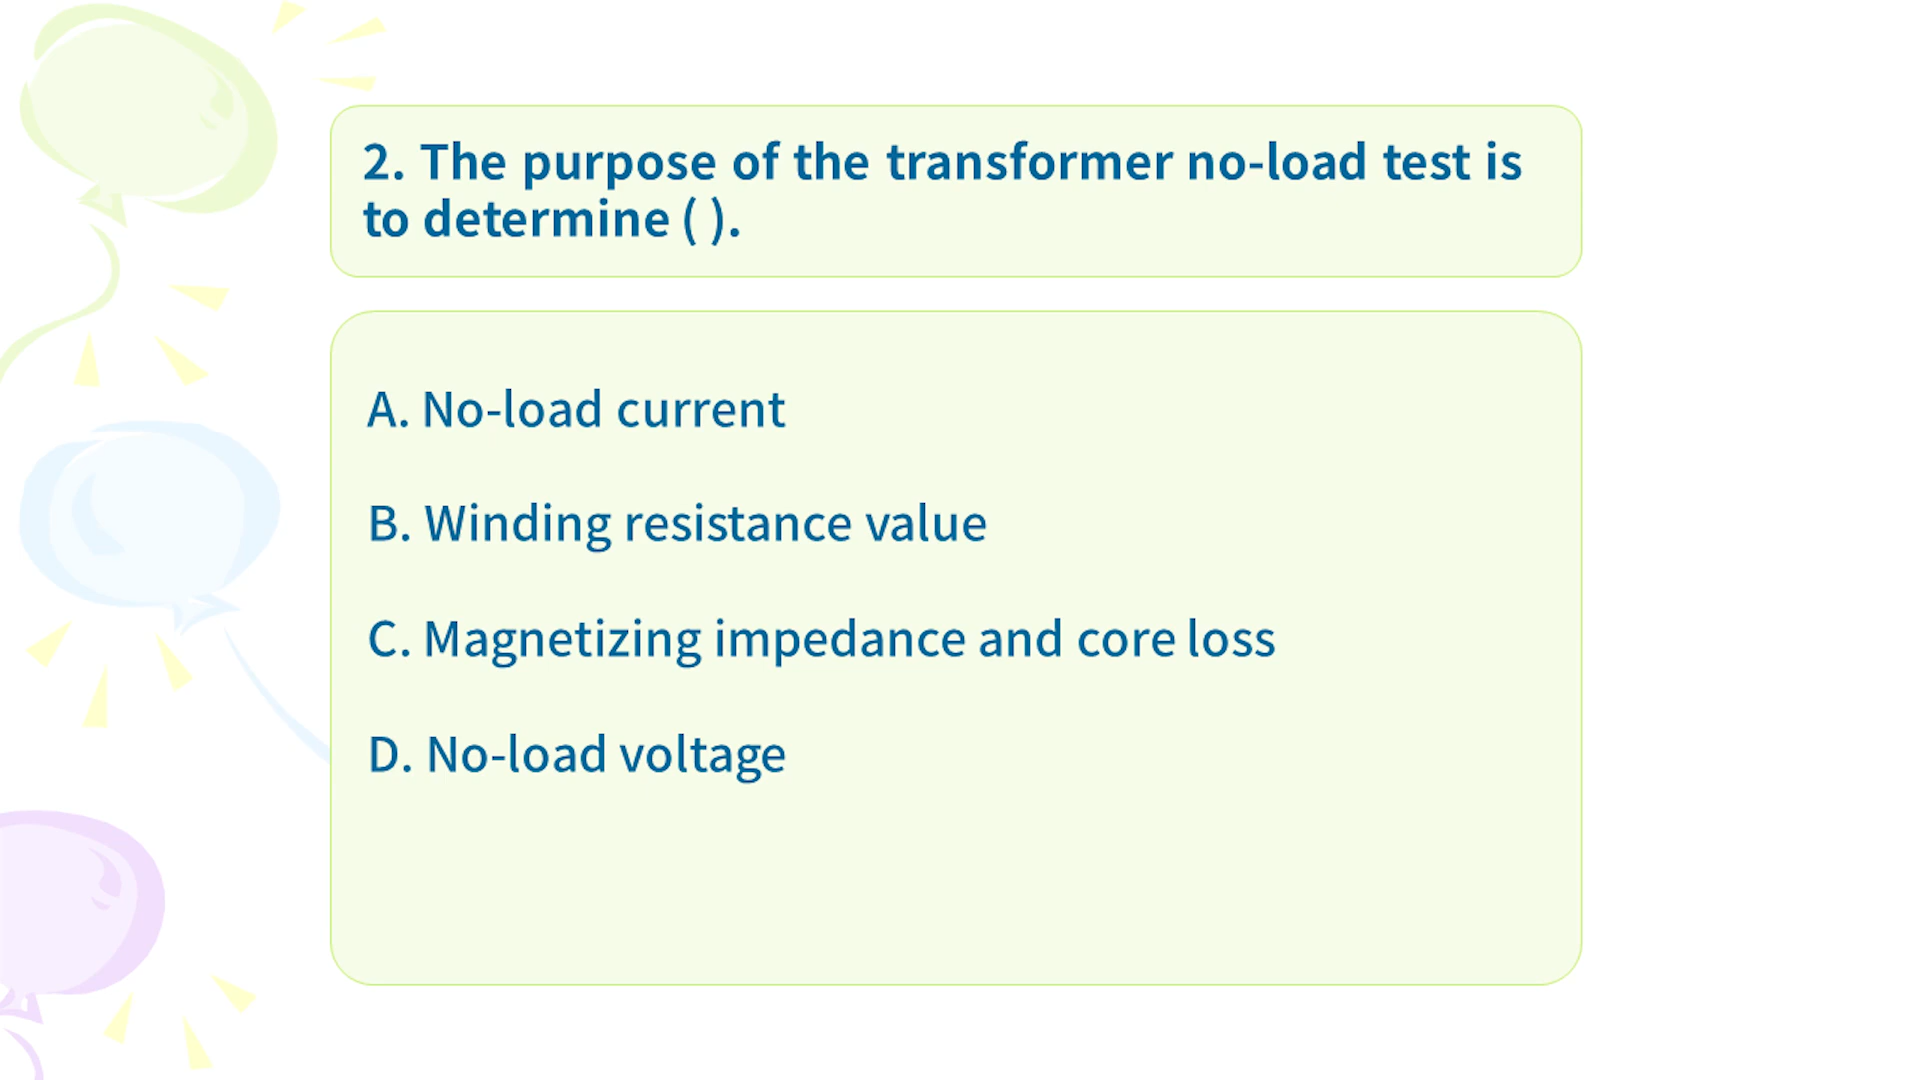 2. The purpose of the transformer no-load test is
to determine ( ).
A. No-load current
B. Winding resistance value
C. Magnetizing impedance and core loss
D. No-load voltage